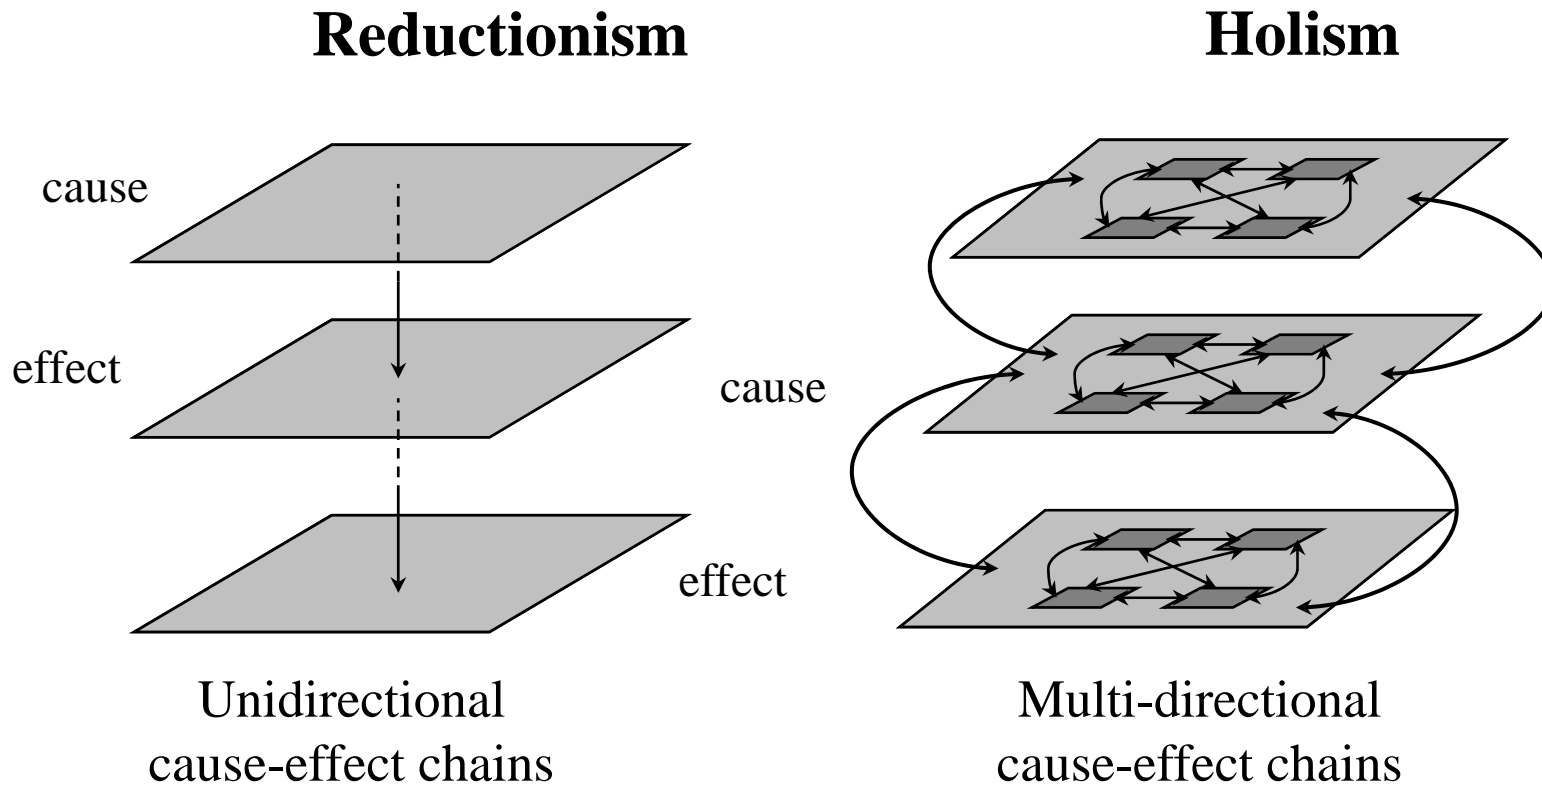 Reductionism
Holism
cause
effect
cause
effect
Unidirectional
cause-effect chains
Multi-directional
cause-effect chains